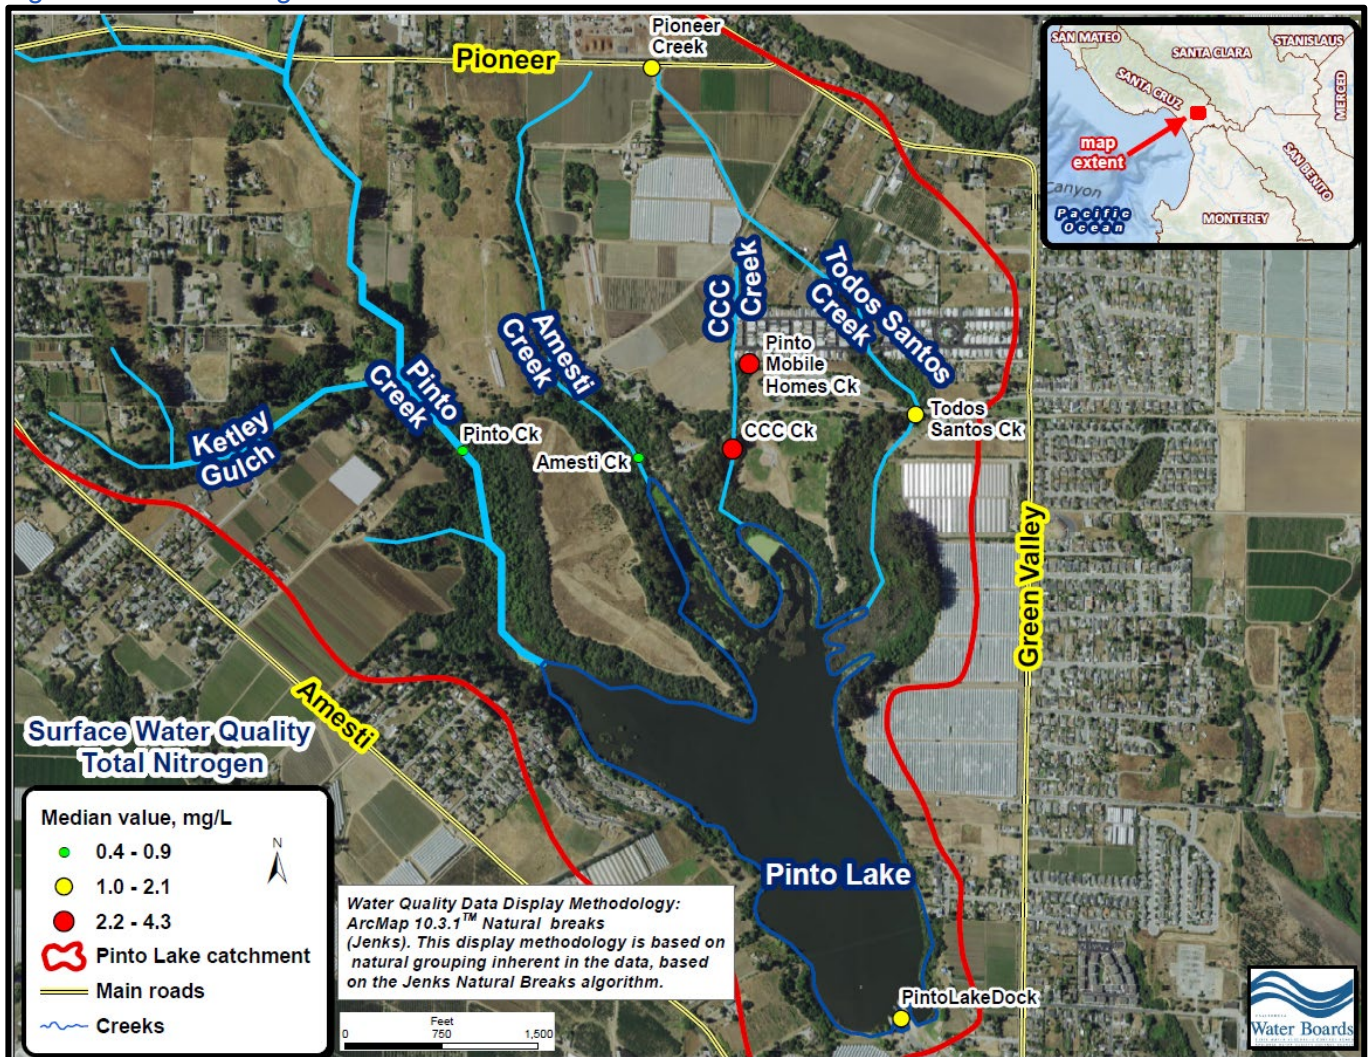 Pioneer
Creek
Pioneer
SAN MATEO
SANTA CLARA
STANISLAUS
SANTA CRUZ
MERCED
map
extent
SAN BENITO
Canyon
Pacific
Ocean
MONTEREY
CCC
Creek
Todos Santos
Creek
Amesti
Creek
Pinto
Mobile
Homes Ck
Pinto
Creek
Ketley
Gulch
Pinto Ck
Amesti Ck
CCC Ck
Todos
Santos Ck
Green Valley
Amesti
Surface Water Quality
Total Nitrogen
Median value, mg/L
0.4 - 0.9
1.0 - 2.1
2.2 - 4.3
Pinto Lake catchment
Main roads
Creeks
N
Water Quality Data Display Methodology:
ArcMap 10.3.1™ Natural breaks
(Jenks). This display methodology is based on
natural grouping inherent in the data, based
on the Jenks Natural Breaks algorithm.
Feet
0 750 1,500
Pinto Lake
PintoLakeDock
CALIFORNIA
Water Boards